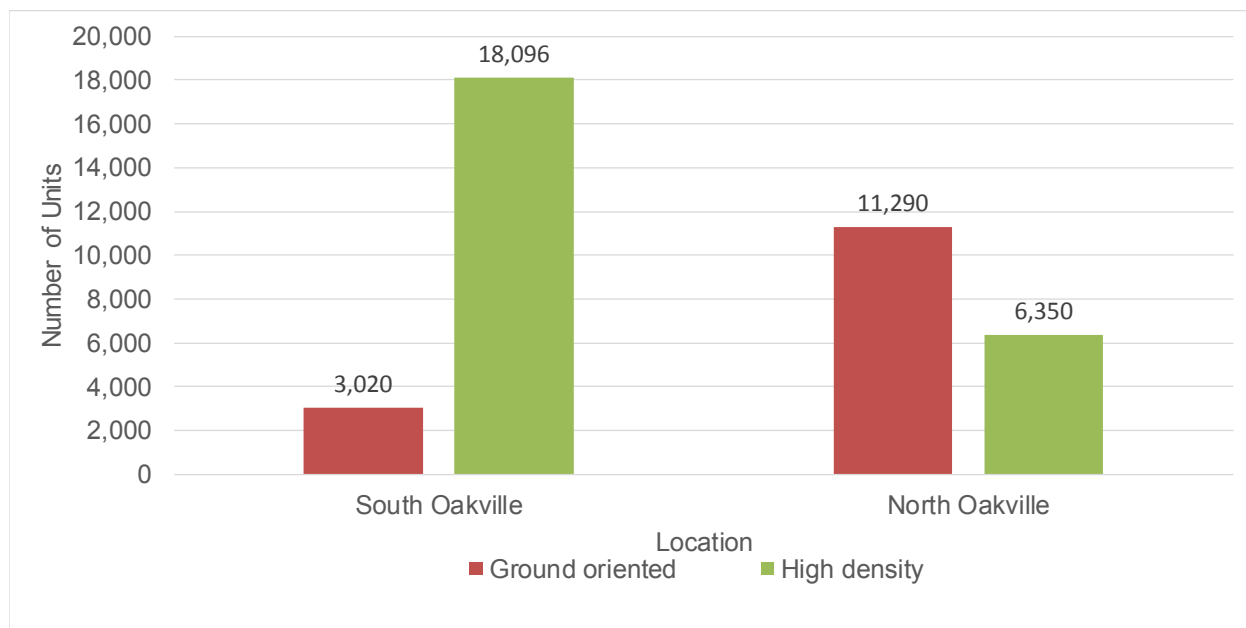 20,000
18,000
16,000
14,000
12,000
10,000
8,000
6,000
4,000
2,000
0
Number of Units
3,020
18,096
11,290
6,350
South Oakville
North Oakville
Location
Ground oriented
High density